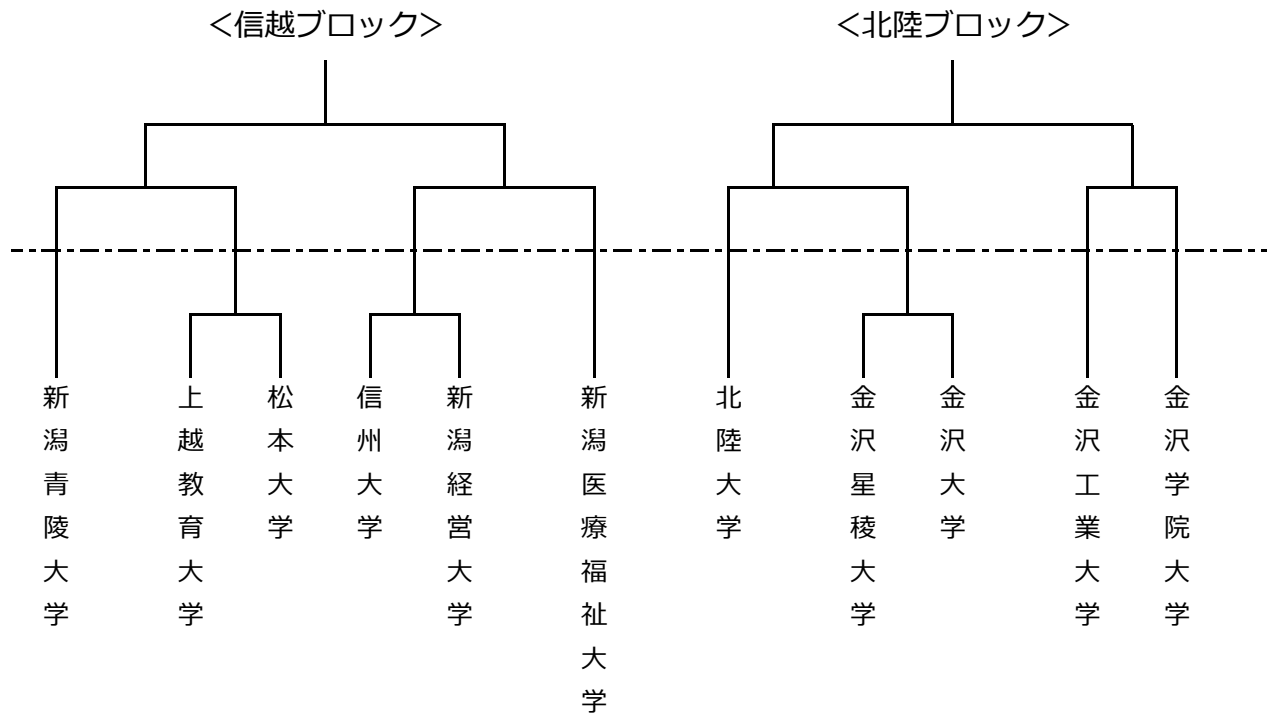 <信越ブロック>
<北陸ブロック>
新潟青陵大学
上越教育大学
松本大学
信州大学
新潟経営大学
新潟医療福祉大学
北陸大学
金沢星稜大学
金沢大学
金沢工業大学
金沢学院大学